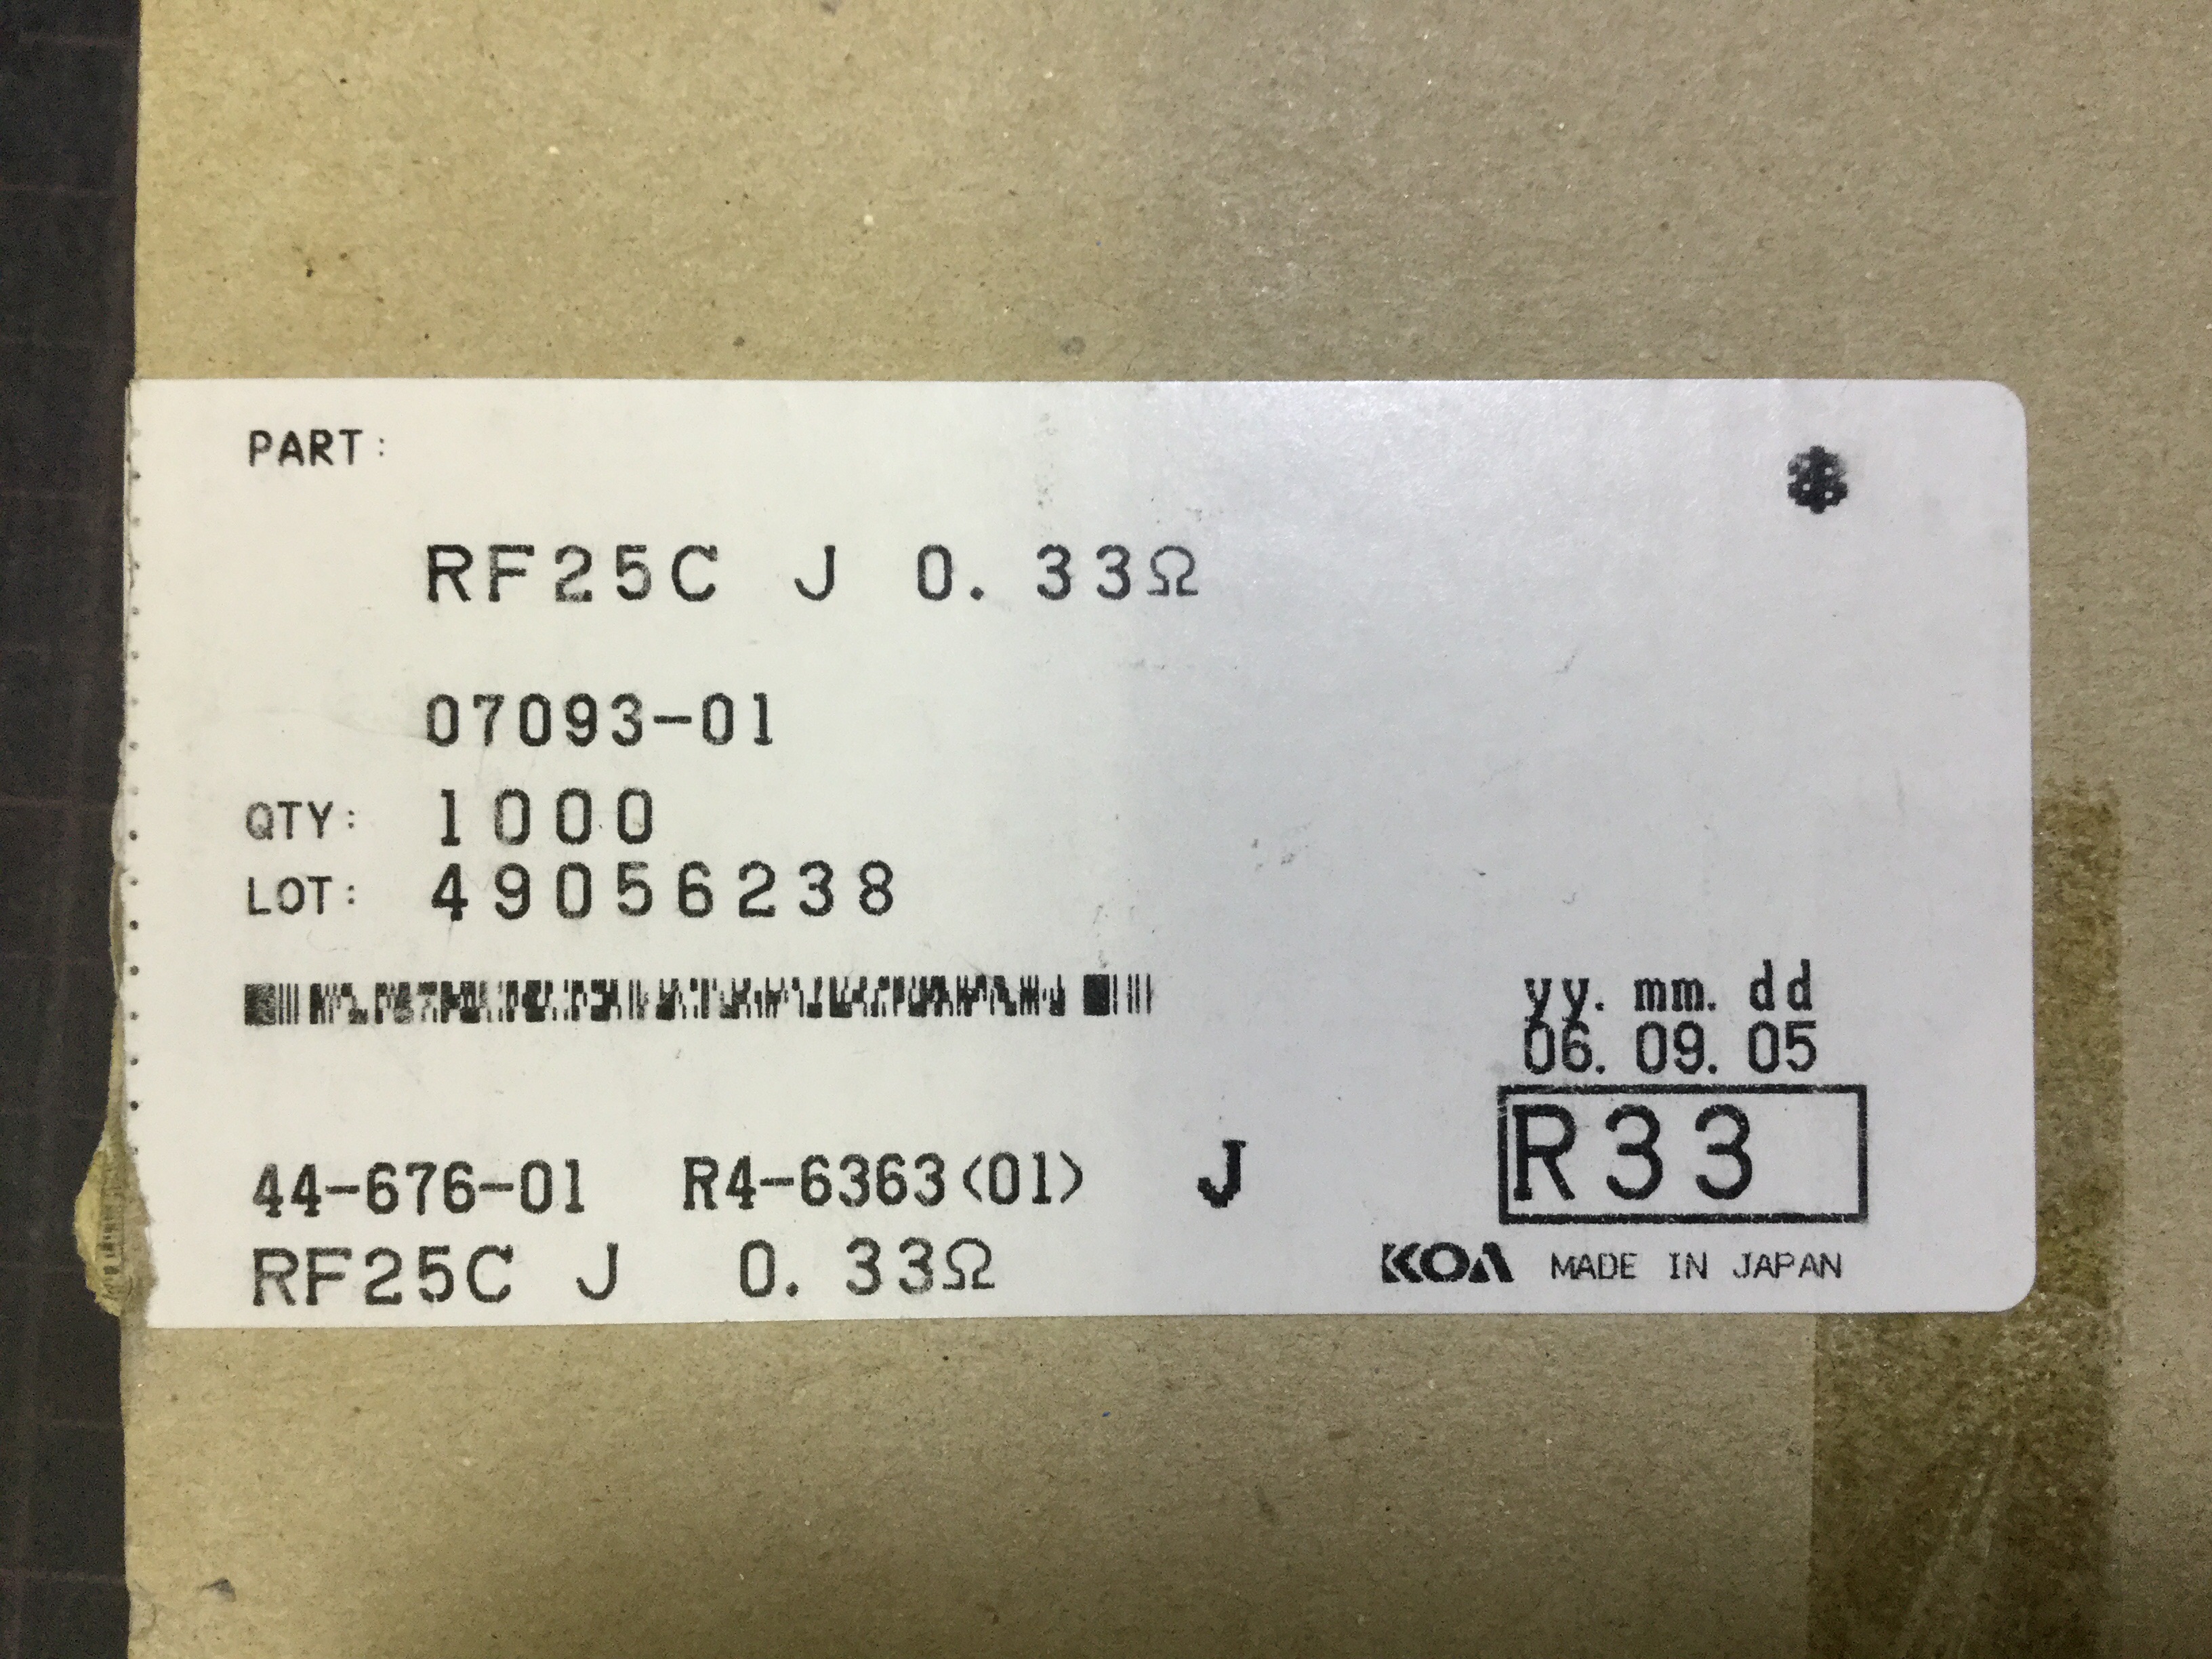 PART:
RF25C J 0.33Ω
07093-01
QTY: 1000
LOT: 49056238
yy. mm. dd
06. 09. 05
R33
44-676-01 R4-6363<01> J
RF25C J 0.33Ω
KOA MADE IN JAPAN